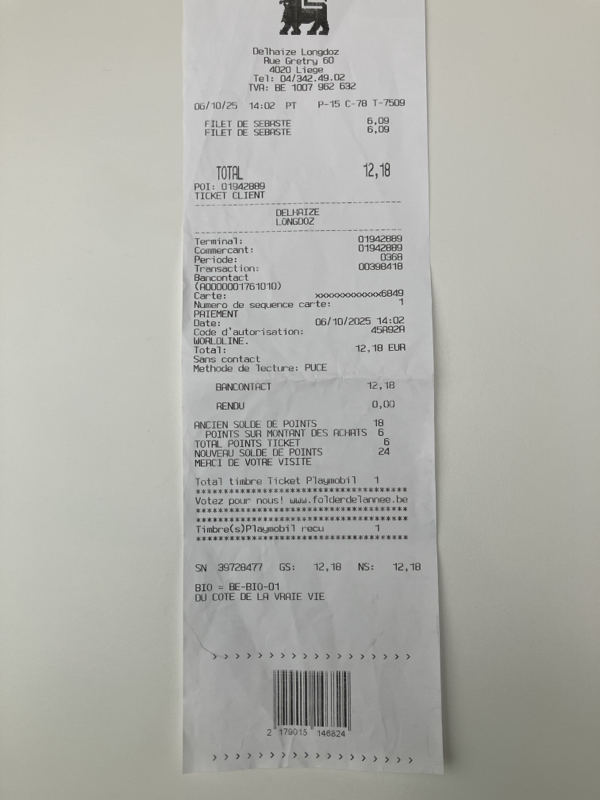 Delhaize Longdoz
Rue Gretry 60
4020 Liege
Tel: 04/342.49.02
TVA: BE 1007 962 632
06/10/25 14:02 PT P-15 C-78 T-7509
FILET DE SEBASTE 6,09
FILET DE SEBASTE 6,09
TOTAL 12,18
POI: 01942889
TICKET CLIENT
DELHAIZE
LONGDOZ
Terminal: 01942889
Commercant: 01942889
Periode: 0368
Transaction: 00398418
Bancontact
(A0000001761010)
Carte: xxxxxxxxxxxx6849
Numero de sequence carte: 1
PAIEMENT
Date: 06/10/2025 14:02
Code d'autorisation: 45A92A
WORLDLINE.
Total: 12,18 EUR
Sans contact
Methode de lecture: PUCE
BANCONTACT 12,18
RENDU 0,00
ANCIEN SOLDE DE POINTS 18
POINTS SUR MONTANT DES ACHATS 6
TOTAL POINTS TICKET 6
NOUVEAU SOLDE DE POINTS 24
MERCI DE VOTRE VISITE
Total timbre Ticket Playmobil 1
****************************************
Votez pour nous! www.folderdelannee.be
****************************************
****************************************
Timbre(s)Playmobil recu 1
****************************************
SN 39728477 GS: 12,18 NS: 12,18
BIO = BE-BIO-01
DU COTE DE LA VRAIE VIE
> > > > > > > > > > > > > > > > > >
2 179015 146824
> > > > > > > > > > > > > > > > > >